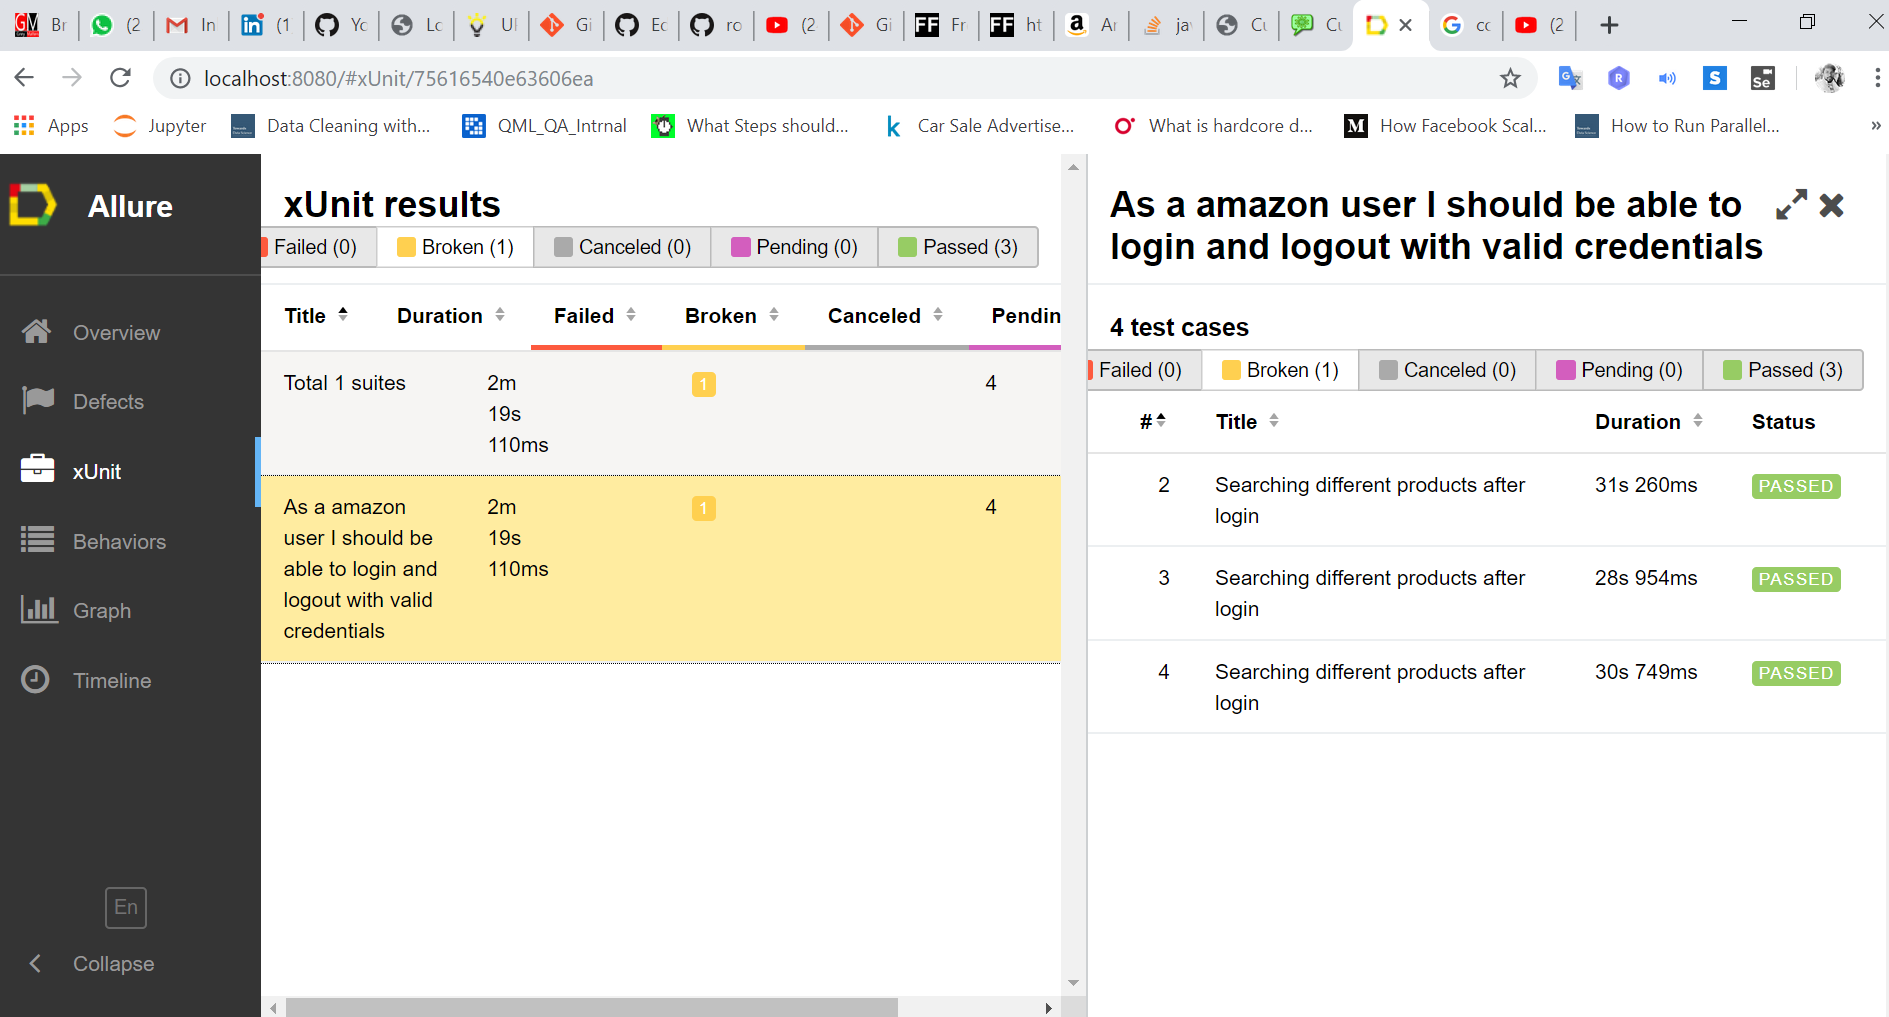 GM Br (2 In (1 Yo Lo UI Gi Ec ro (2 Gi FF Fr FF ht Ar ja Cu Cu cc (2
localhost:8080/#xUnit/75616540e63606ea
Apps Jupyter Data Cleaning with... QML_QA_Intrnal What Steps should... Car Sale Advertise... What is hardcore d... How Facebook Scal... How to Run Parallel... »
Allure
Overview
Defects
xUnit
Behaviors
Graph
Timeline
En
Collapse
xUnit results
Failed (0) Broken (1) Canceled (0) Pending (0) Passed (3)
Title Duration Failed Broken Canceled Pendin
Total 1 suites 2m 1 4
19s
110ms
As a amazon 2m 1 4
user I should be 19s
able to login and 110ms
logout with valid
credentials
As a amazon user I should be able to
login and logout with valid credentials
4 test cases
Failed (0) Broken (1) Canceled (0) Pending (0) Passed (3)
# Title Duration Status
2 Searching different products after 31s 260ms PASSED
login
3 Searching different products after 28s 954ms PASSED
login
4 Searching different products after 30s 749ms PASSED
login